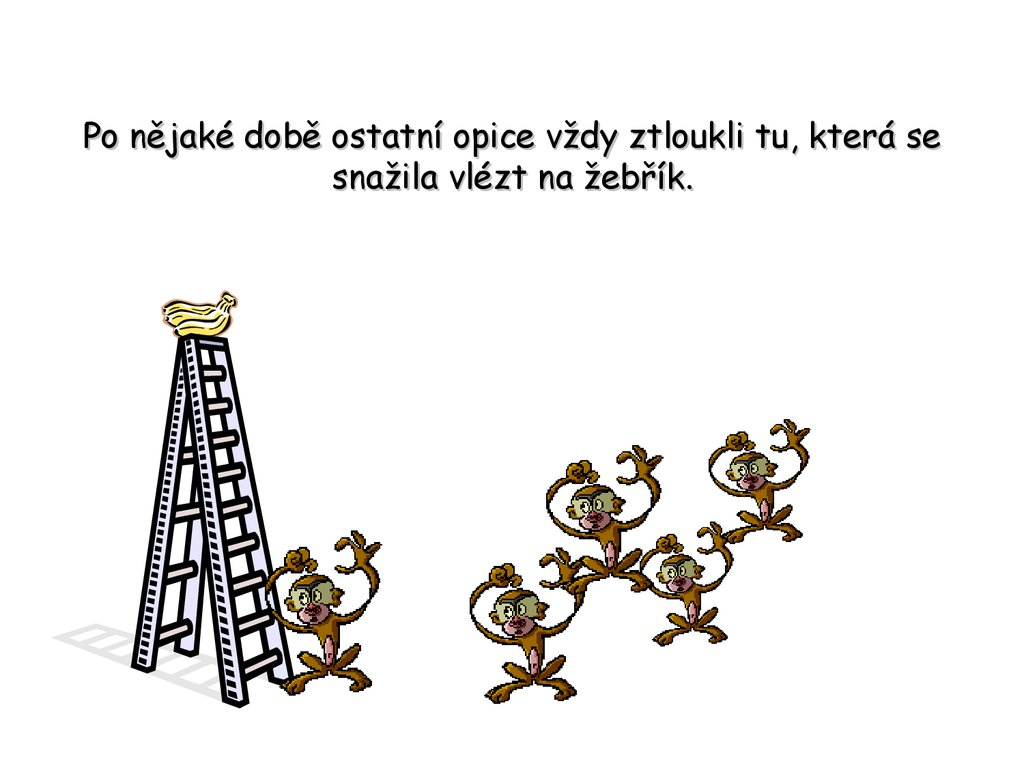 Po nějaké době ostatní opice vždy ztloukli tu, která se
snažila vlézt na žebřík.